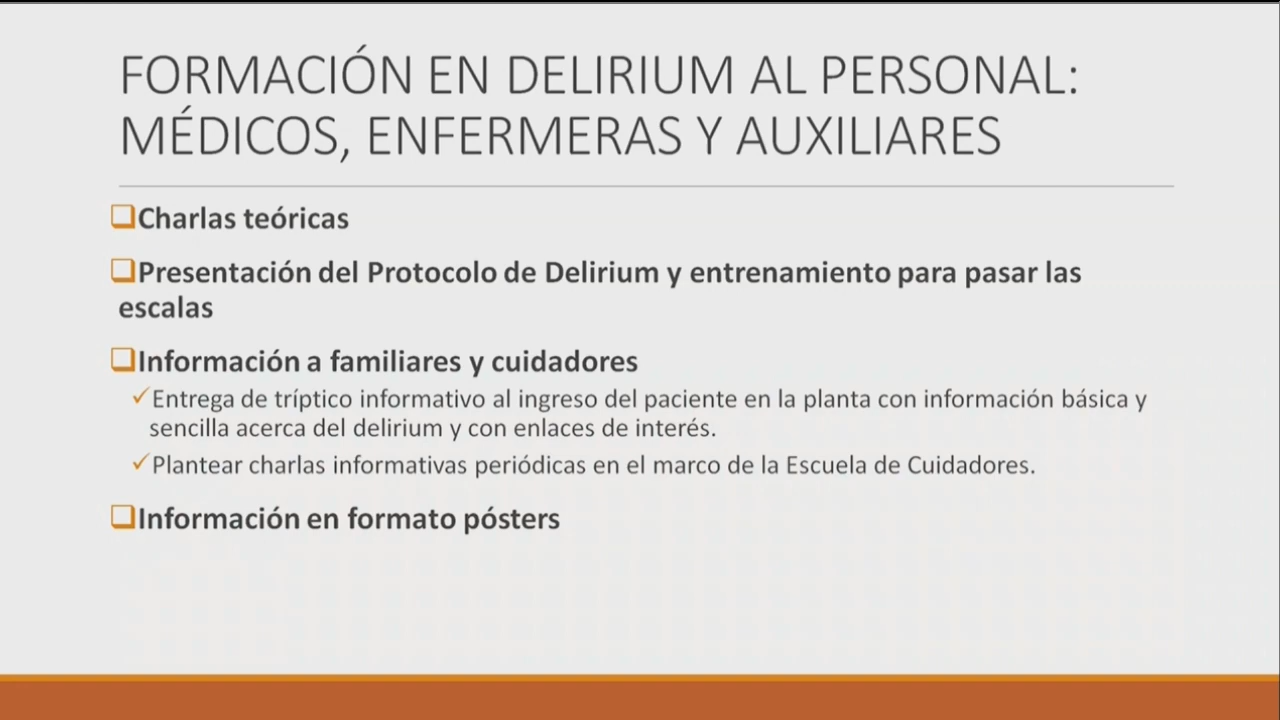 FORMACIÓN EN DELIRIUM AL PERSONAL:
MÉDICOS, ENFERMERAS Y AUXILIARES
Charlas teóricas
Presentación del Protocolo de Delirium y entrenamiento para pasar las
escalas
Información a familiares y cuidadores
Entrega de tríptico informativo al ingreso del paciente en la planta con información básica y
sencilla acerca del delirium y con enlaces de interés.
Plantear charlas informativas periódicas en el marco de la Escuela de Cuidadores.
Información en formato pósters